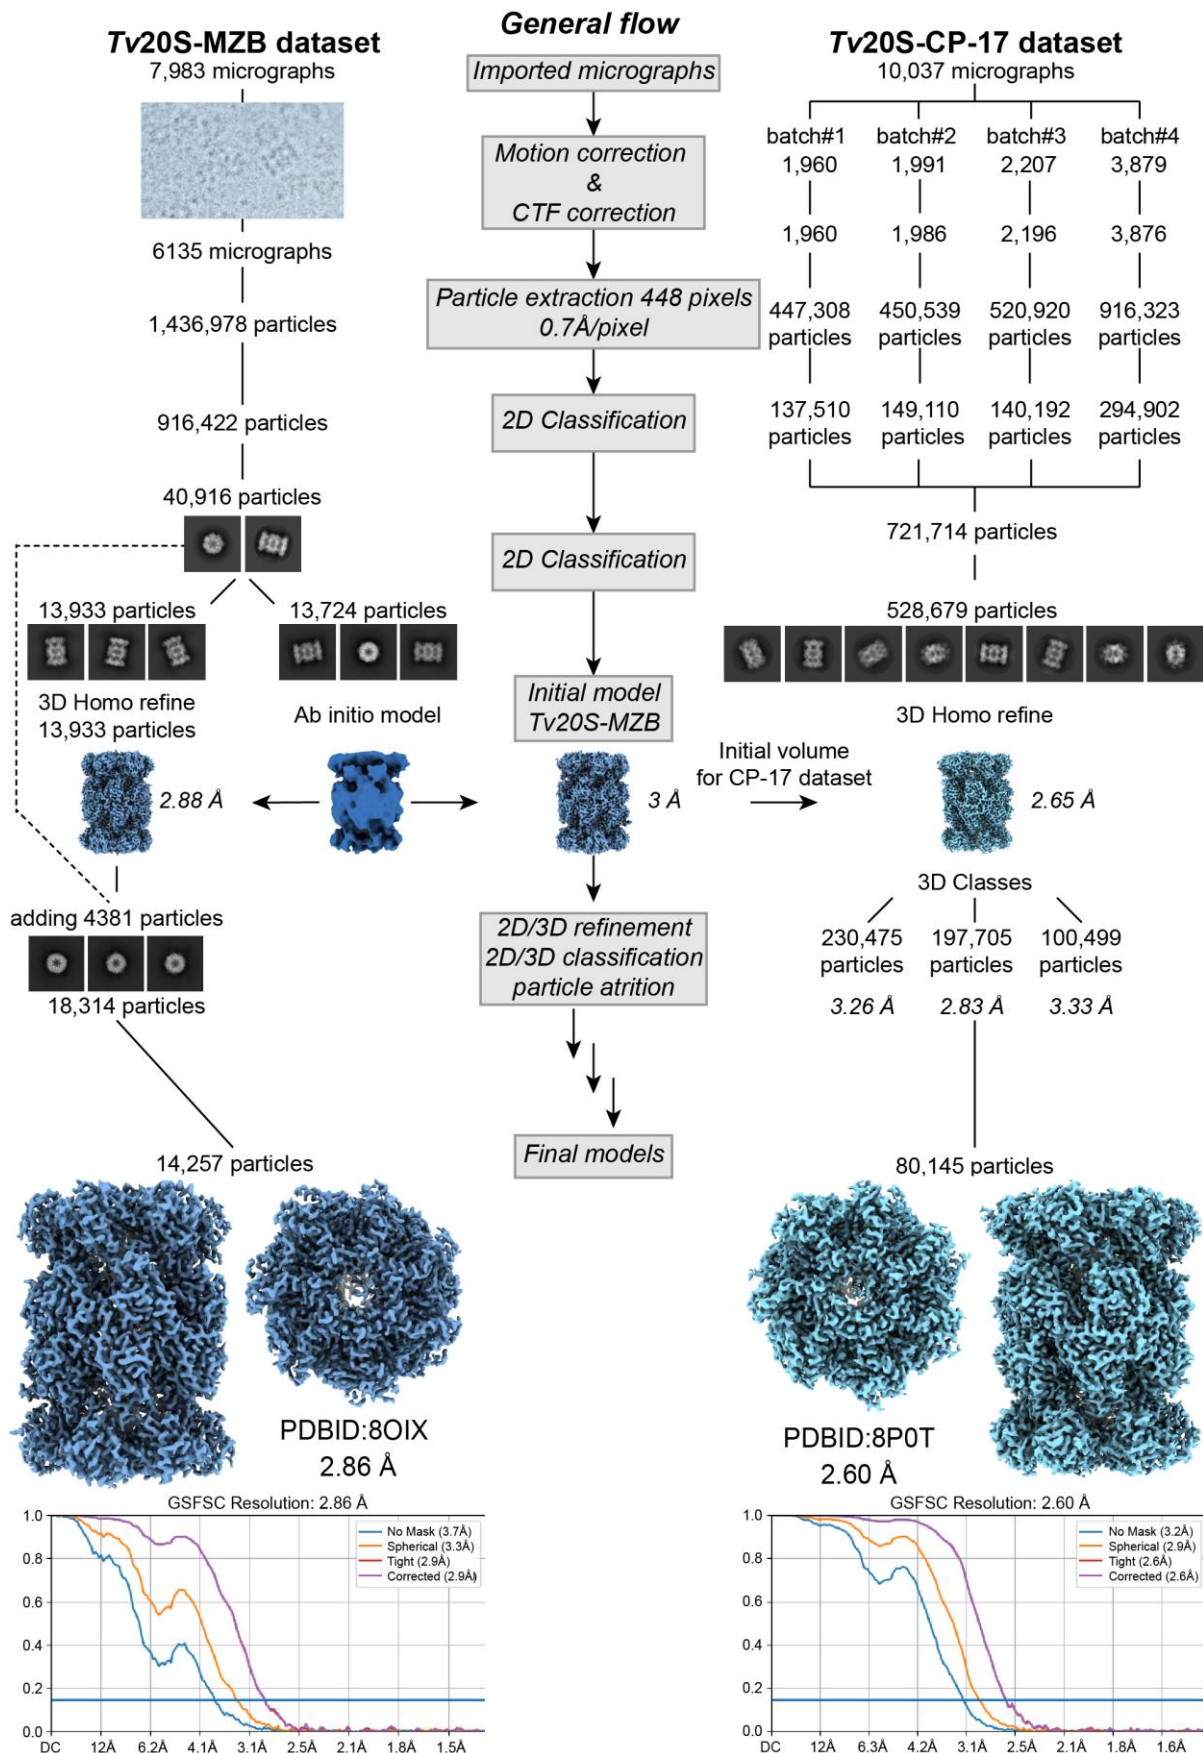 General flow
Tv20S-MZB dataset
7,983 micrographs
6135 micrographs
1,436,978 particles
916,422 particles
40,916 particles
13,933 particles
13,724 particles
3D Homo refine
13,933 particles
Ab initio model
2.88 Å
adding 4381 particles
18,314 particles
14,257 particles
PDBID:8OIX
2.86 Å
Imported micrographs
Motion correction
&
CTF correction
Particle extraction 448 pixels
0.7Å/pixel
2D Classification
2D Classification
Initial model
Tv20S-MZB
3 Å
Initial volume
for CP-17 dataset
2D/3D refinement
2D/3D classification
particle atrition
Final models
Tv20S-CP-17 dataset
10,037 micrographs
batch#1 batch#2 batch#3 batch#4
1,960 1,991 2,207 3,879
1,960 1,986 2,196 3,876
447,308 450,539 520,920 916,323
particles particles particles particles
137,510 149,110 140,192 294,902
particles particles particles particles
721,714 particles
528,679 particles
3D Homo refine
2.65 Å
3D Classes
230,475 197,705 100,499
particles particles particles
3.26 Å 2.83 Å 3.33 Å
80,145 particles
PDBID:8P0T
2.60 Å
GSFSC Resolution: 2.86 Å
No Mask (3.7Å)
Spherical (3.3Å)
Tight (2.9Å)
Corrected (2.9Å)
1.0
0.8
0.6
0.4
0.2
0.0
DC 12Å 6.2Å 4.1Å 3.1Å 2.5Å 2.1Å 1.8Å 1.5Å
GSFSC Resolution: 2.60 Å
No Mask (3.2Å)
Spherical (2.9Å)
Tight (2.6Å)
Corrected (2.6Å)
1.0
0.8
0.6
0.4
0.2
0.0
DC 12Å 6.3Å 4.2Å 3.1Å 2.5Å 2.1Å 1.8Å 1.6Å